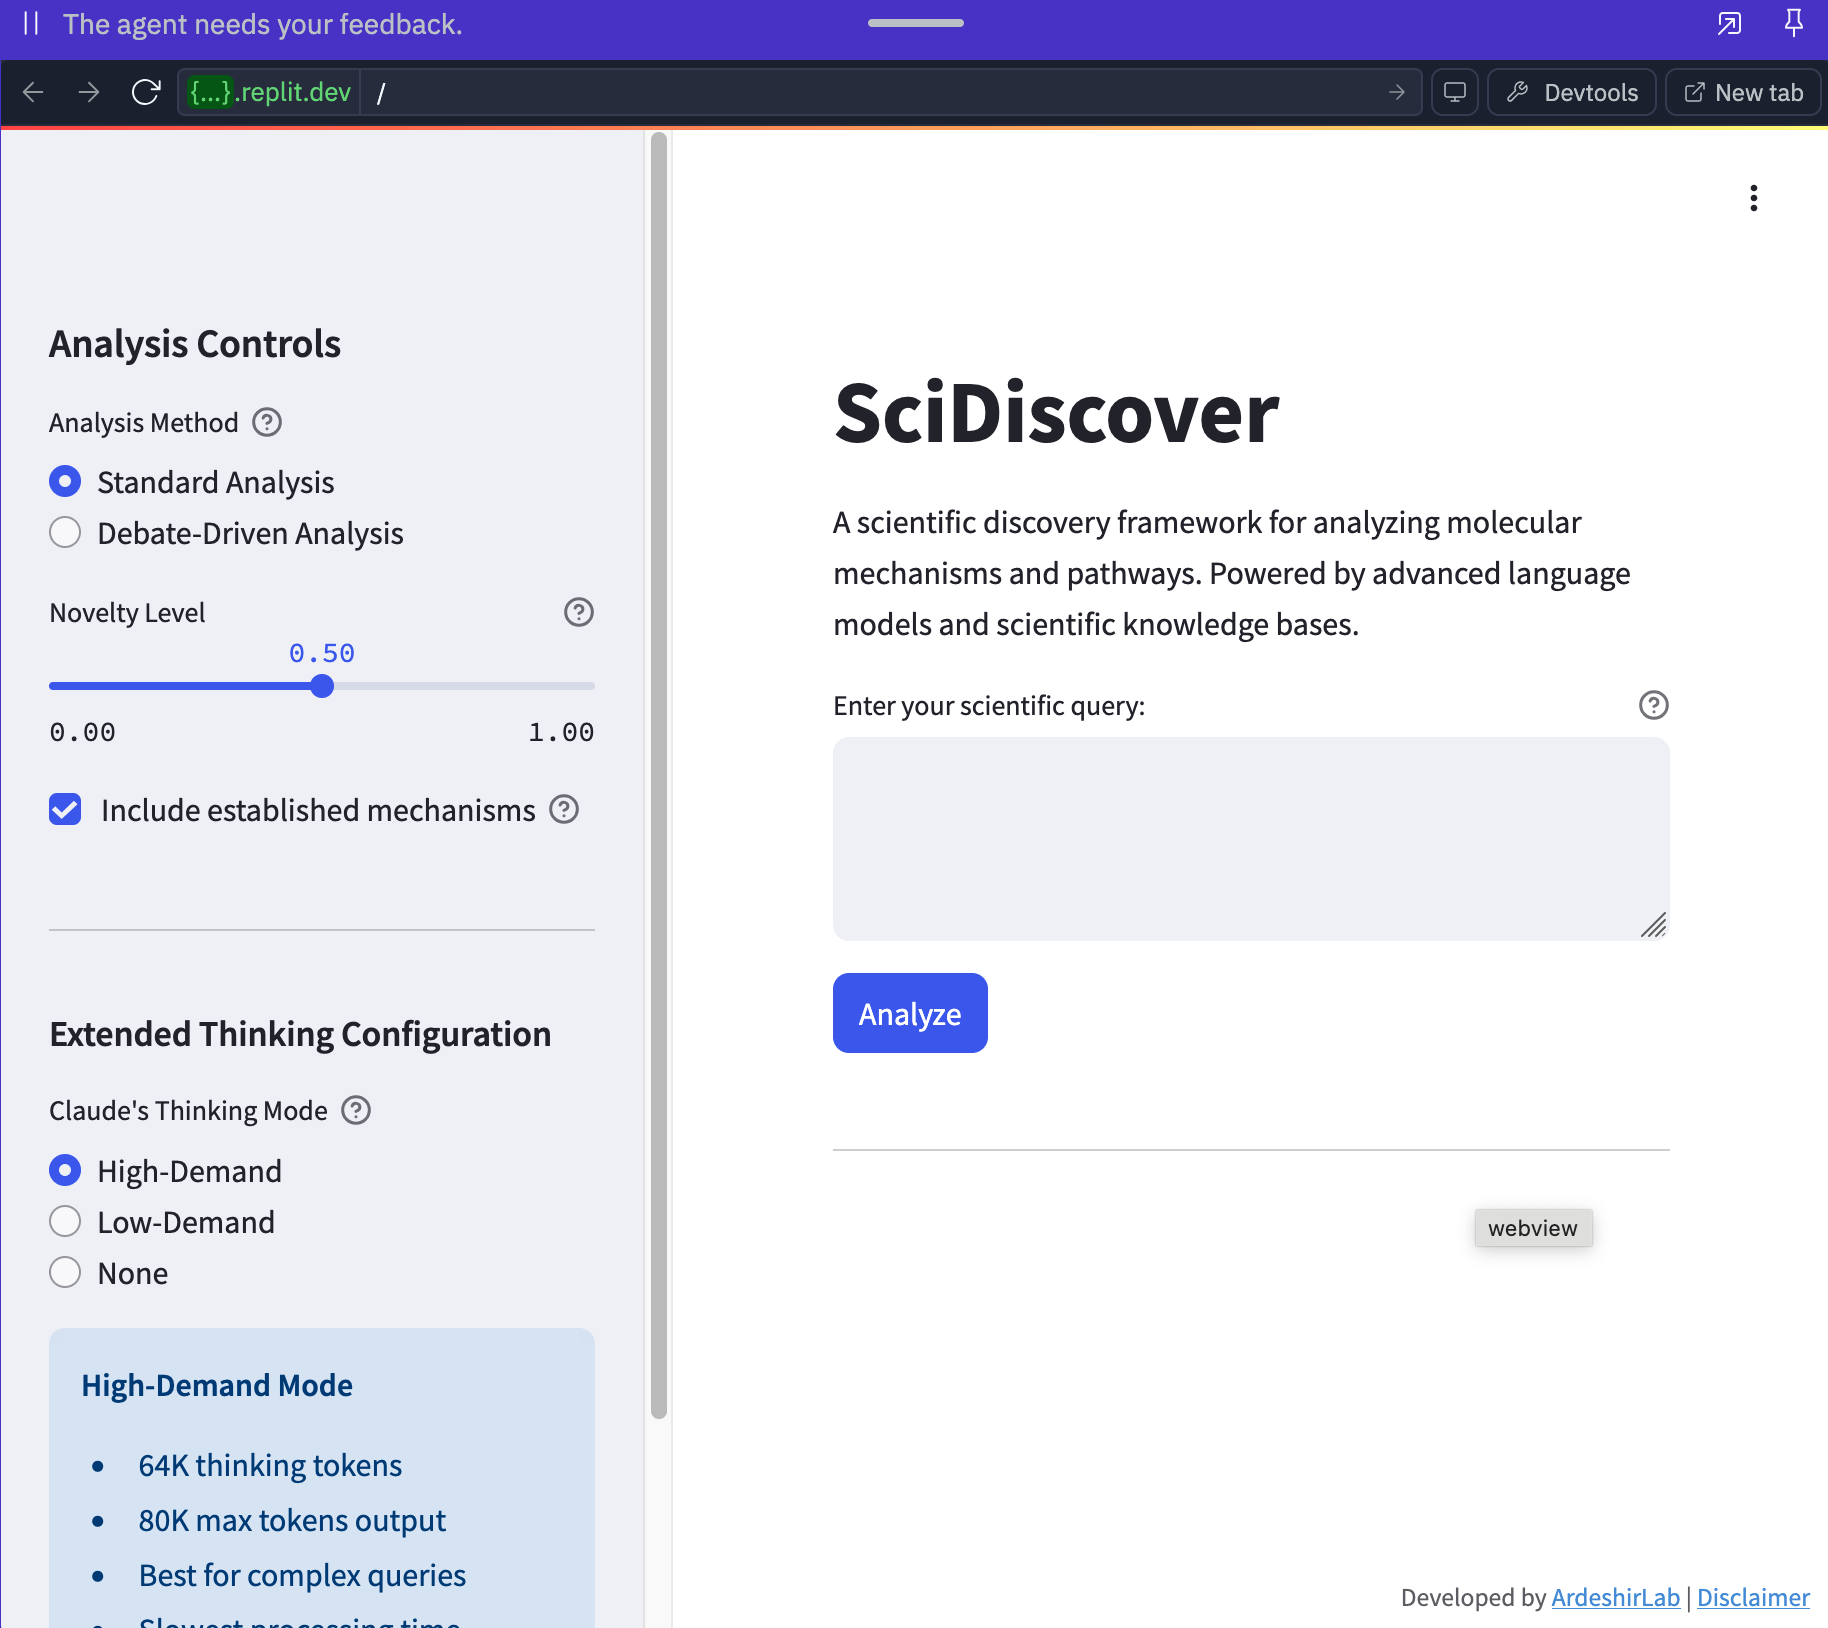 The agent needs your feedback.
{...}.replit.dev /
Devtools
New tab
Analysis Controls
Analysis Method
Standard Analysis
Debate-Driven Analysis
Novelty Level
0.50
0.00 1.00
Include established mechanisms
Extended Thinking Configuration
Claude's Thinking Mode
High-Demand
Low-Demand
None
High-Demand Mode
• 64K thinking tokens
• 80K max tokens output
• Best for complex queries
• Slowest processing time
SciDiscover
A scientific discovery framework for analyzing molecular
mechanisms and pathways. Powered by advanced language
models and scientific knowledge bases.
Enter your scientific query:
Analyze
webview
Developed by ArdeshirLab | Disclaimer